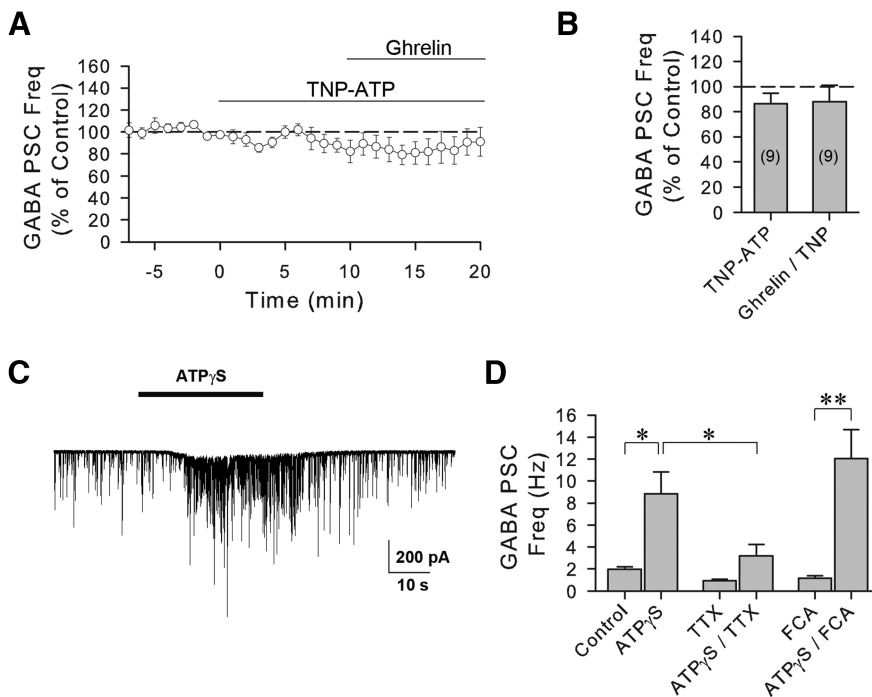 A
GABA PSC Freq
(% of Control)
160
140
120
100
80
60
40
20
0
Ghrelin
TNP-ATP
-5
0
5
10
15
20
Time (min)
B
GABA PSC Freq
(% of Control)
140
120
100
80
60
40
20
0
(9)
(9)
TNP-ATP
Ghrelin / TNP
C
ATPγS
200 pA
10 s
D
GABA PSC
Freq (Hz)
16
14
12
10
8
6
4
2
0
*
*
**
Control
ATPγS
TTX
ATPγS / TTX
FCA
ATPγS / FCA